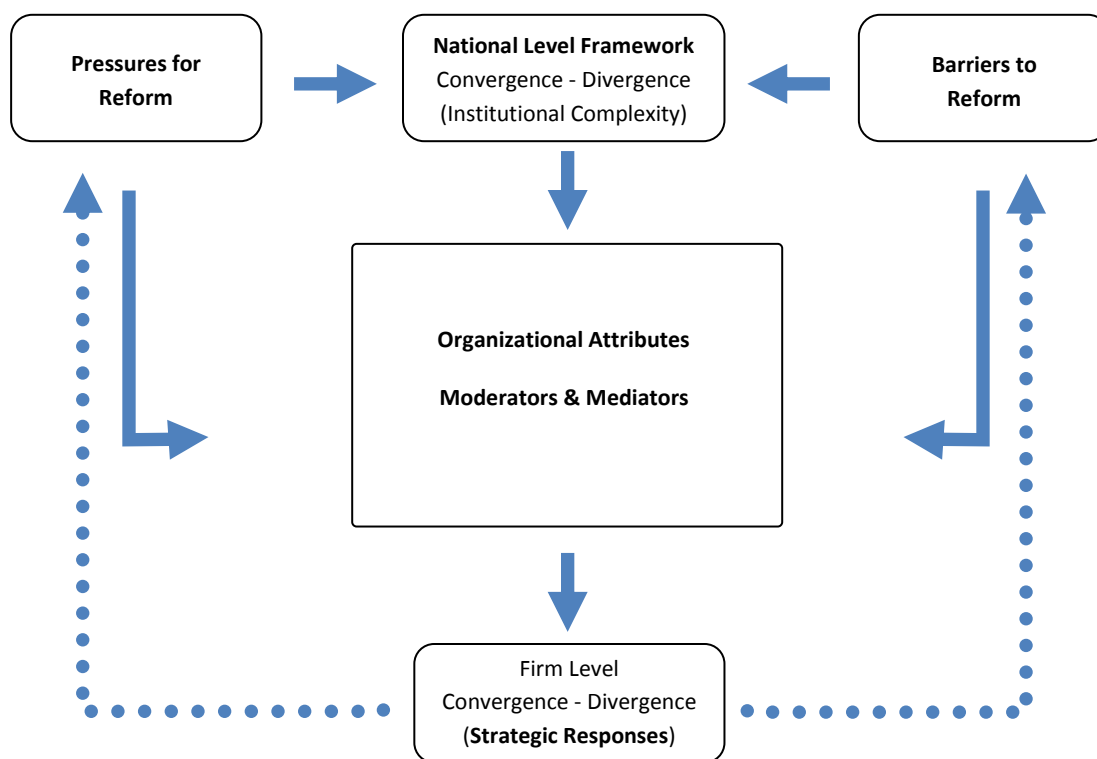 Pressures for
Reform
National Level Framework
Convergence - Divergence
(Institutional Complexity)
Barriers to
Reform
Organizational Attributes
Moderators & Mediators
Firm Level
Convergence - Divergence
(Strategic Responses)